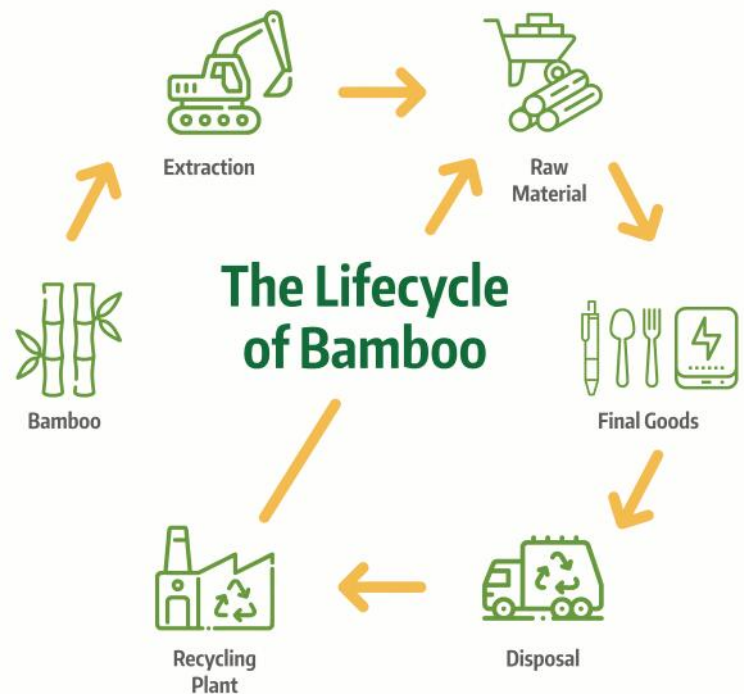 Extraction
Raw
Material
The Lifecycle
of Bamboo
Bamboo
Final Goods
Recycling
Plant
Disposal